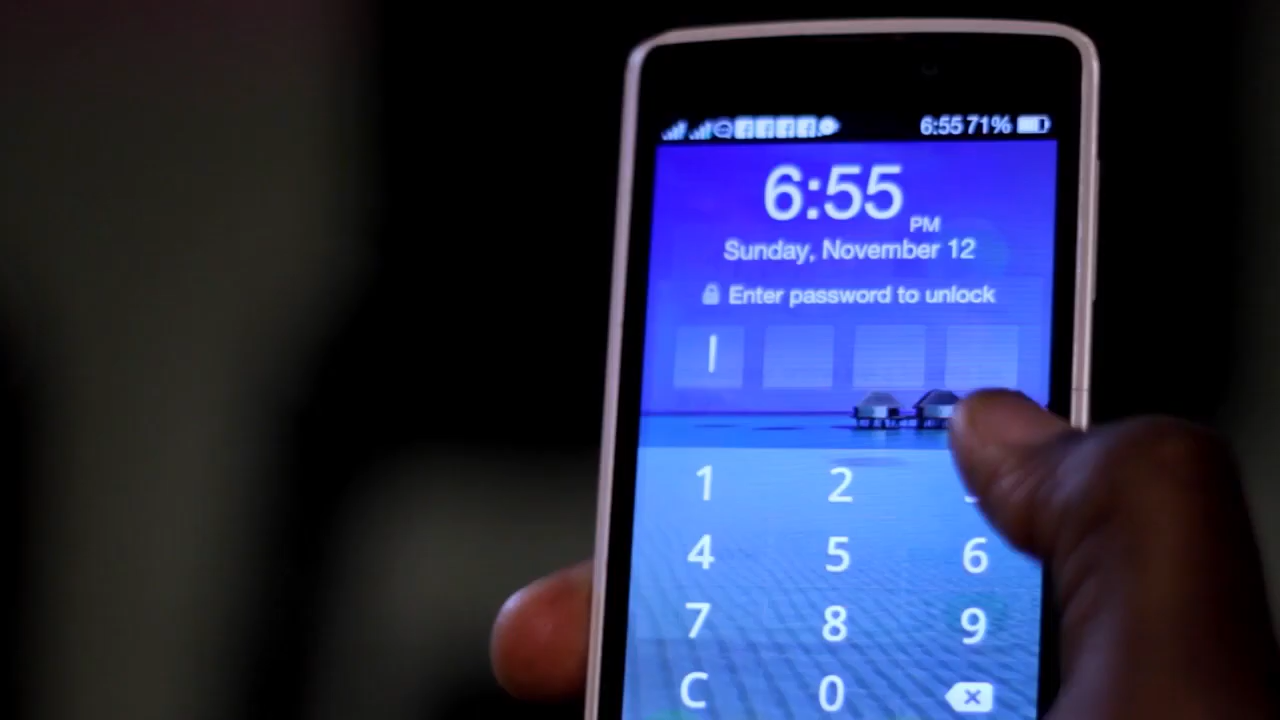 6:55 71%
6:55 PM
Sunday, November 12
Enter password to unlock
1 2
4 5 6
7 8 9
C 0